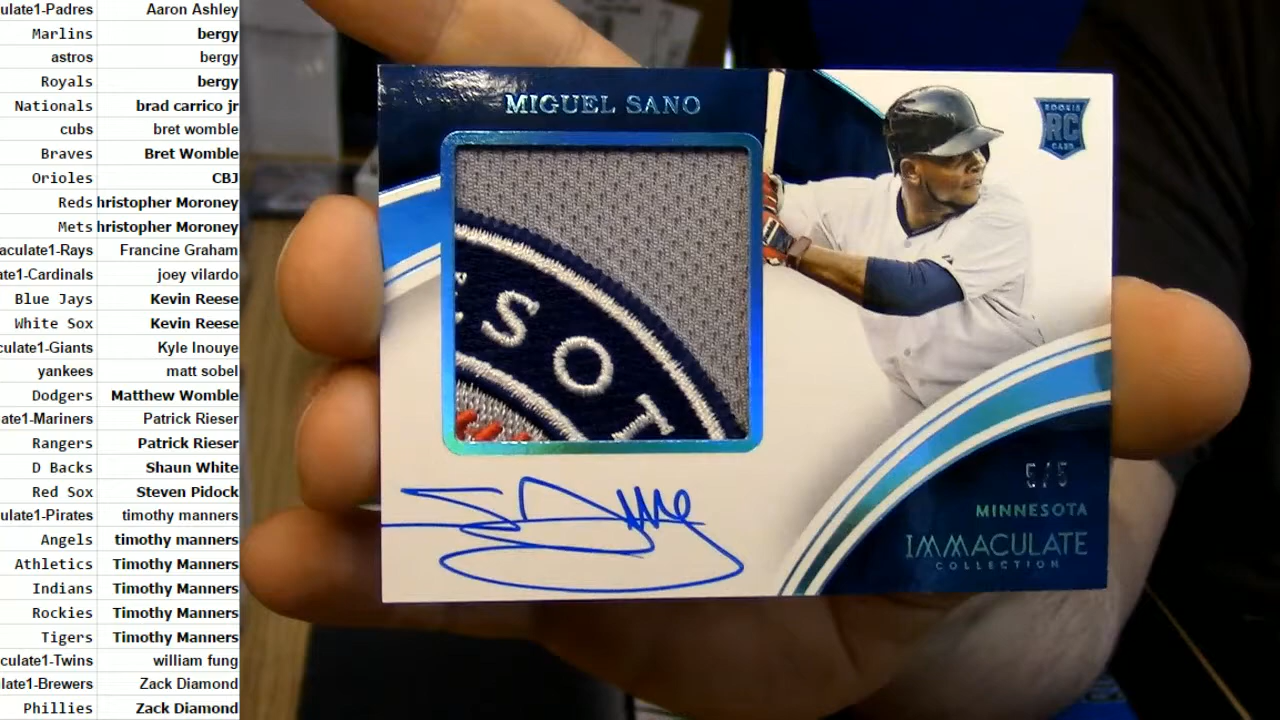 ulate1-Padres Aaron Ashley
Marlins bergy
astros bergy
Royals bergy
Nationals brad carrico jr
cubs bret womble
Braves Bret Womble
Orioles CBJ
Reds hristopher Moroney
Mets hristopher Moroney
aculate1-Rays Francine Graham
ate1-Cardinals joey vilardo
Blue Jays Kevin Reese
White Sox Kevin Reese
culate1-Giants Kyle Inouye
yankees matt sobel
Dodgers Matthew Womble
ate1-Mariners Patrick Rieser
Rangers Patrick Rieser
D Backs Shaun White
Red Sox Steven Pidock
ulate1-Pirates timothy manners
Angels timothy manners
Athletics Timothy Manners
Indians Timothy Manners
Rockies Timothy Manners
Tigers Timothy Manners
culate1-Twins william fung
late1-Brewers Zack Diamond
Phillies Zack Diamond
MIGUEL SANO
ROOKIE
RC
CARD
SOT
5/5
MINNESOTA
IMMACULATE
COLLECTION